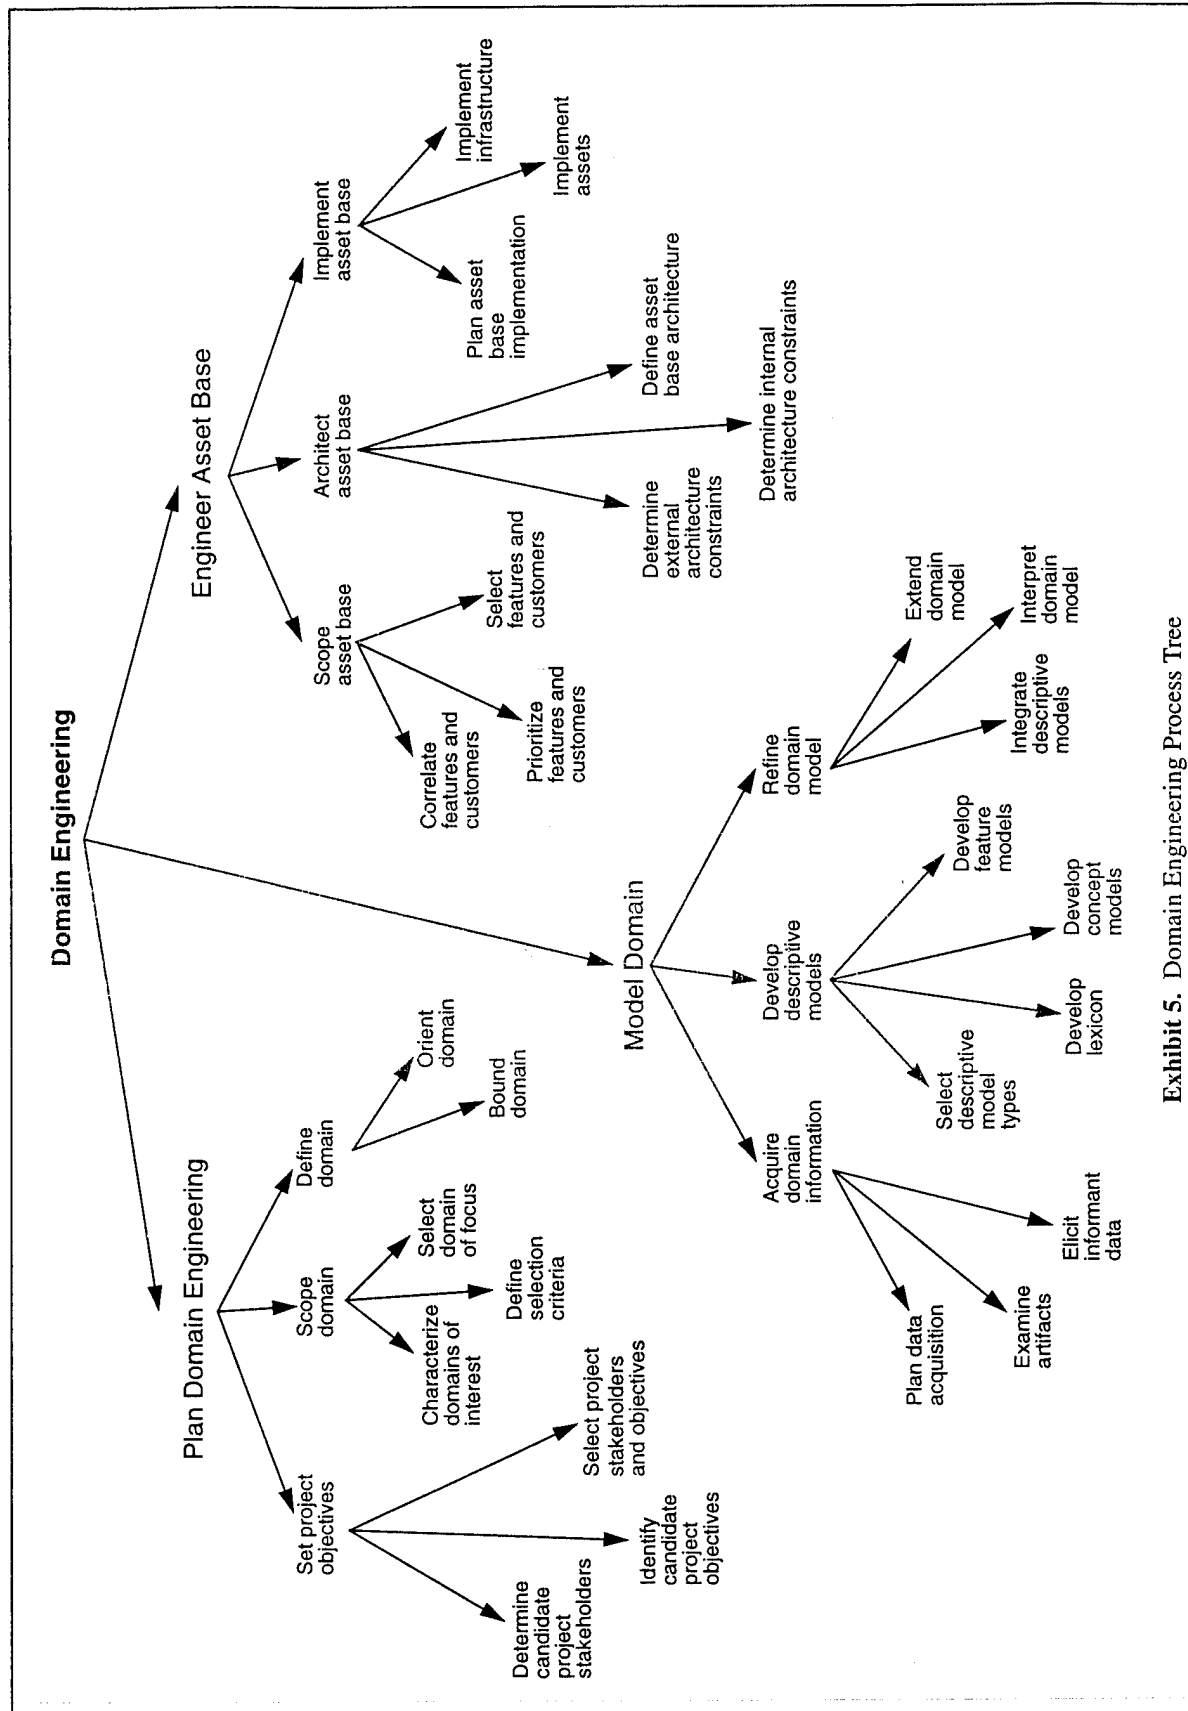 Domain Engineering
Plan Domain Engineering
Set project
objectives
Determine
candidate
project
stakeholders
Identify
candidate
project
objectives
Select project
stakeholders
and objectives
Scope
domain
Characterize
domains of
interest
Define
selection
criteria
Select
domain
of focus
Define
domain
Bound
domain
Orient
domain
Model Domain
Acquire
domain
information
Plan data
acquisition
Examine
artifacts
Elicit
informant
data
Develop
descriptive
models
Select
descriptive
model
types
Develop
lexicon
Develop
concept
models
Develop
feature
models
Refine
domain
model
Integrate
descriptive
models
Interpret
domain
model
Extend
domain
model
Engineer Asset Base
Scope
asset base
Correlate
features and
customers
Prioritize
features and
customers
Select
features and
customers
Architect
asset base
Determine
external
architecture
constraints
Determine internal
architecture constraints
Define asset
base architecture
Implement
asset base
Plan asset
base
implementation
Implement
assets
Implement
infrastructure
Exhibit 5. Domain Engineering Process Tree